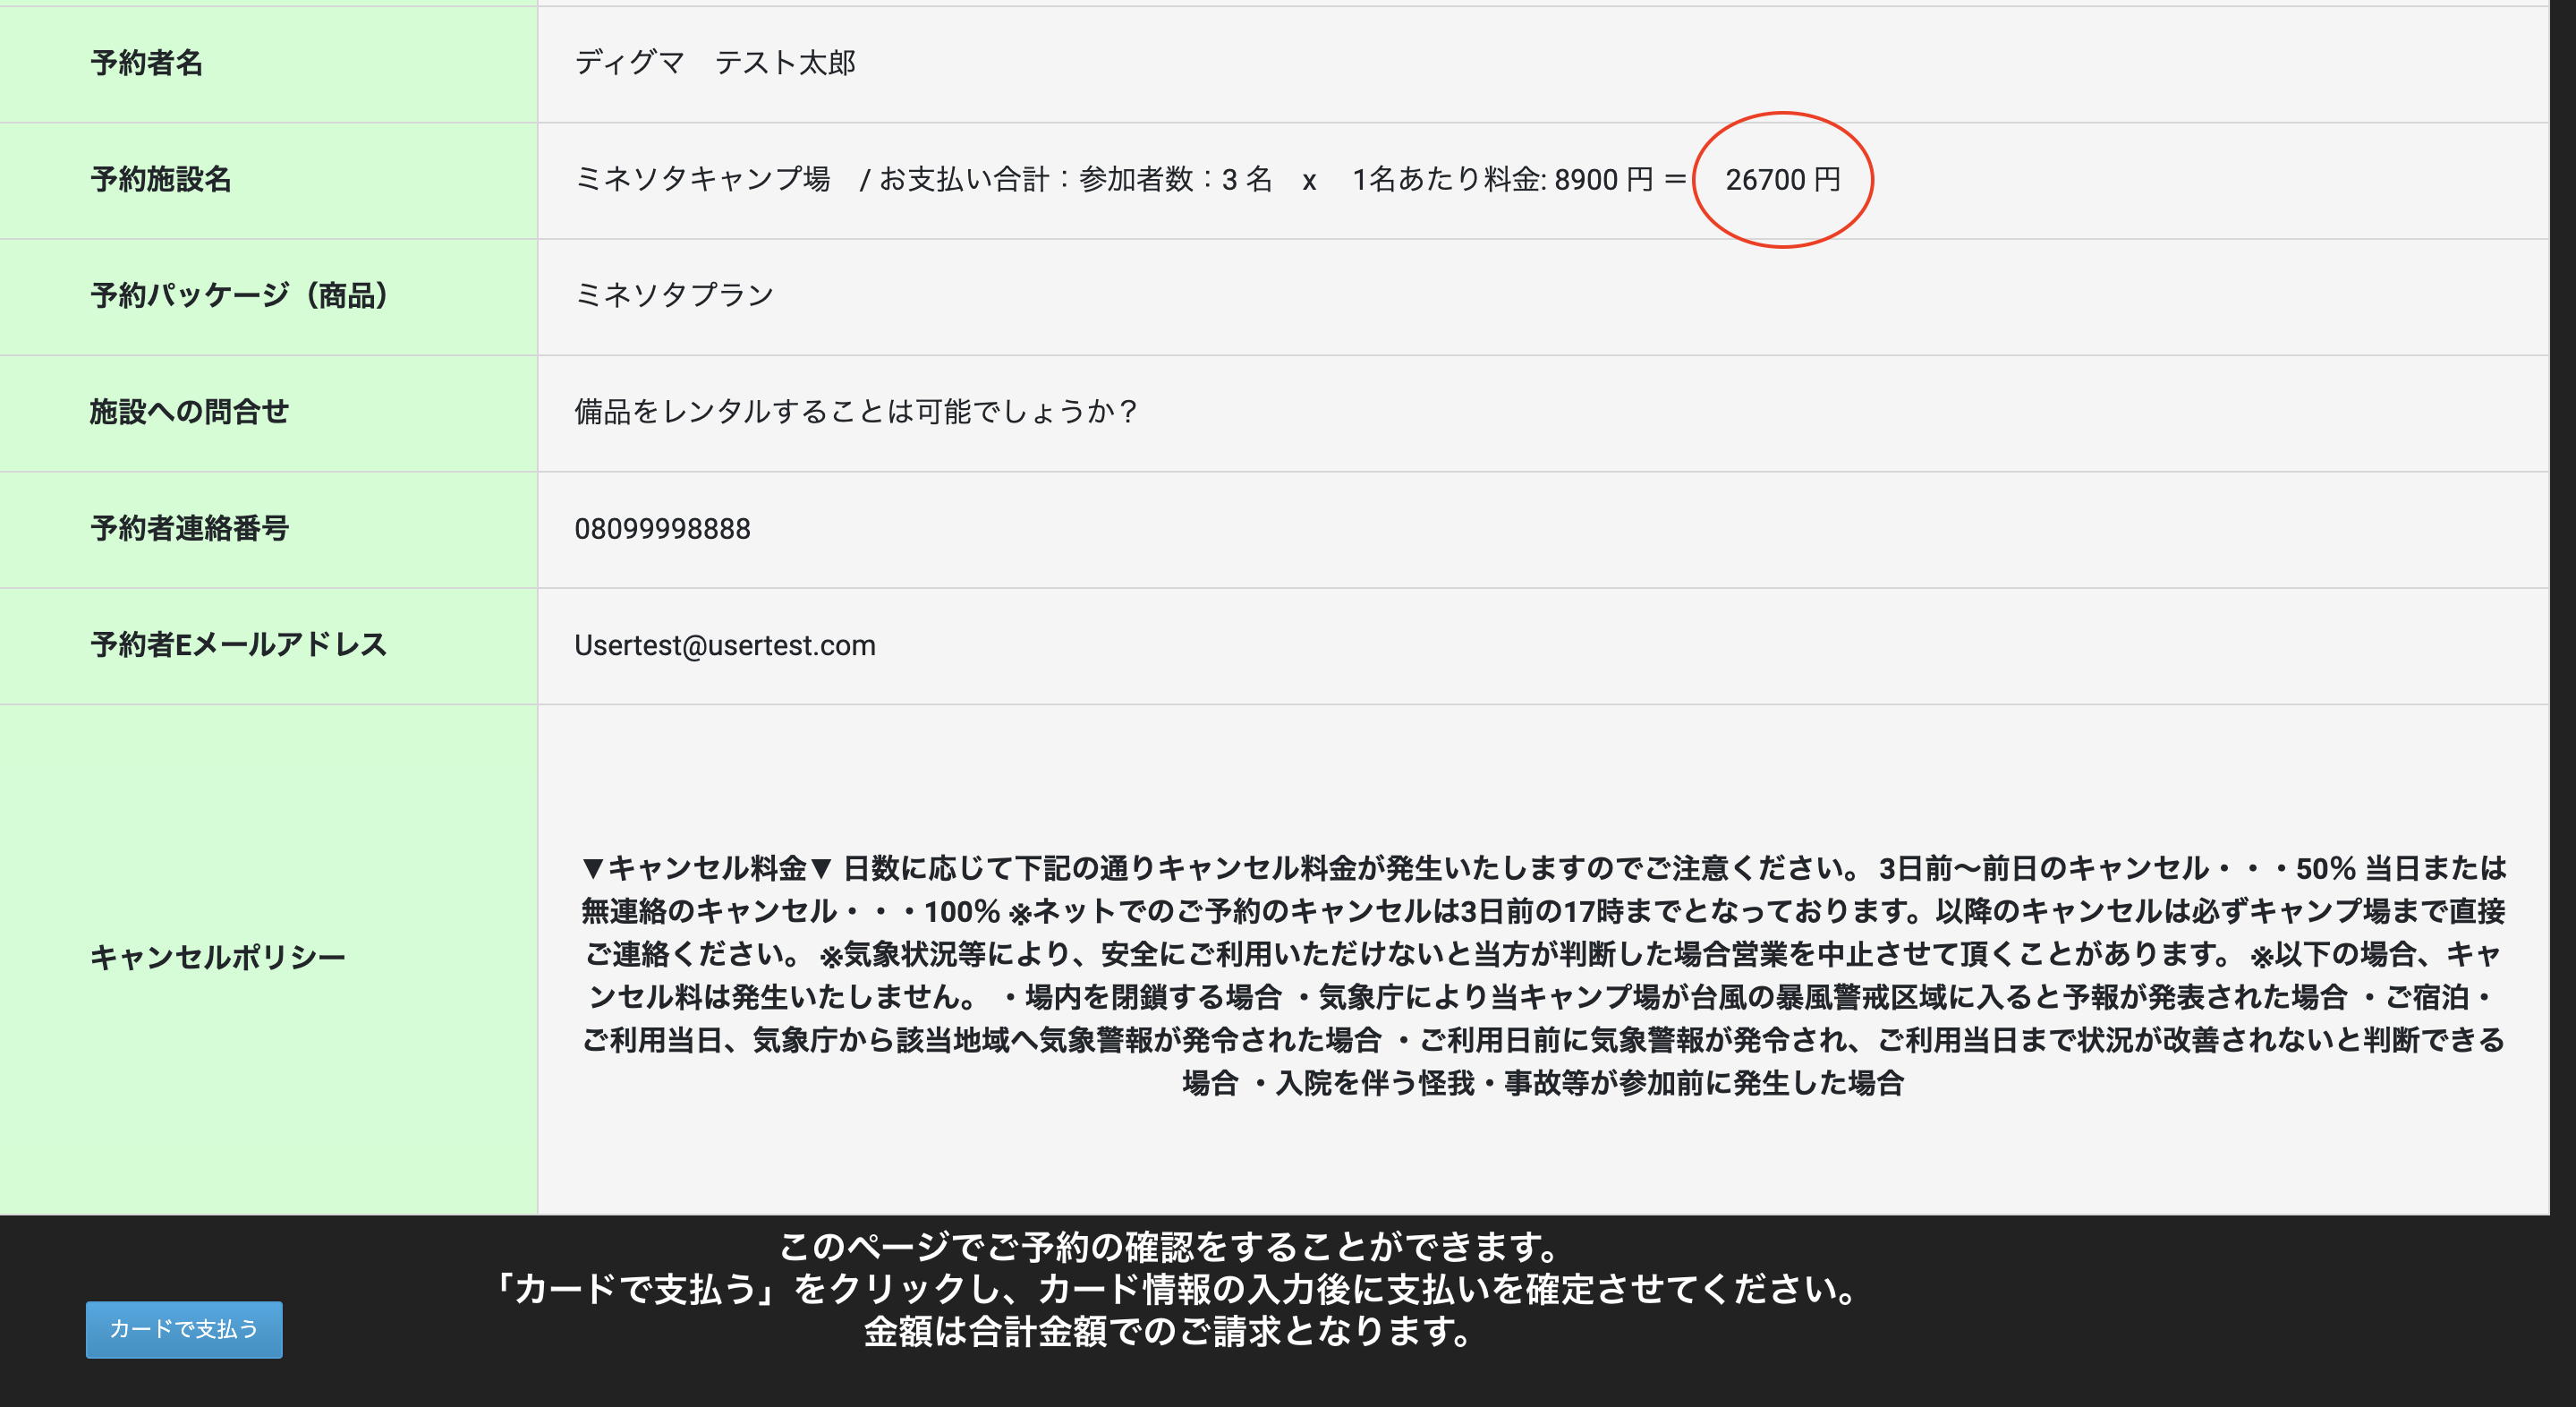 予約者名 ディグマ　テスト太郎
予約施設名 ミネソタキャンプ場　/ お支払い合計：参加者数：3 名　x　1名あたり料金: 8900 円 ＝　26700 円
予約パッケージ（商品） ミネソタプラン
施設への問合せ 備品をレンタルすることは可能でしょうか？
予約者連絡番号 08099998888
予約者Eメールアドレス Usertest@usertest.com
キャンセルポリシー
▼キャンセル料金▼ 日数に応じて下記の通りキャンセル料金が発生いたしますのでご注意ください。 3日前〜前日のキャンセル・・・50％ 当日または
無連絡のキャンセル・・・100％ ※ネットでのご予約のキャンセルは3日前の17時までとなっております。以降のキャンセルは必ずキャンプ場まで直接
ご連絡ください。 ※気象状況等により、安全にご利用いただけないと当方が判断した場合営業を中止させて頂くことがあります。 ※以下の場合、キャ
ンセル料は発生いたしません。 ・場内を閉鎖する場合 ・気象庁により当キャンプ場が台風の暴風警戒区域に入ると予報が発表された場合 ・ご宿泊・
ご利用当日、気象庁から該当地域へ気象警報が発令された場合 ・ご利用日前に気象警報が発令され、ご利用当日まで状況が改善されないと判断できる
場合 ・入院を伴う怪我・事故等が参加前に発生した場合
このページでご予約の確認をすることができます。
「カードで支払う」をクリックし、カード情報の入力後に支払いを確定させてください。
金額は合計金額でのご請求となります。
カードで支払う